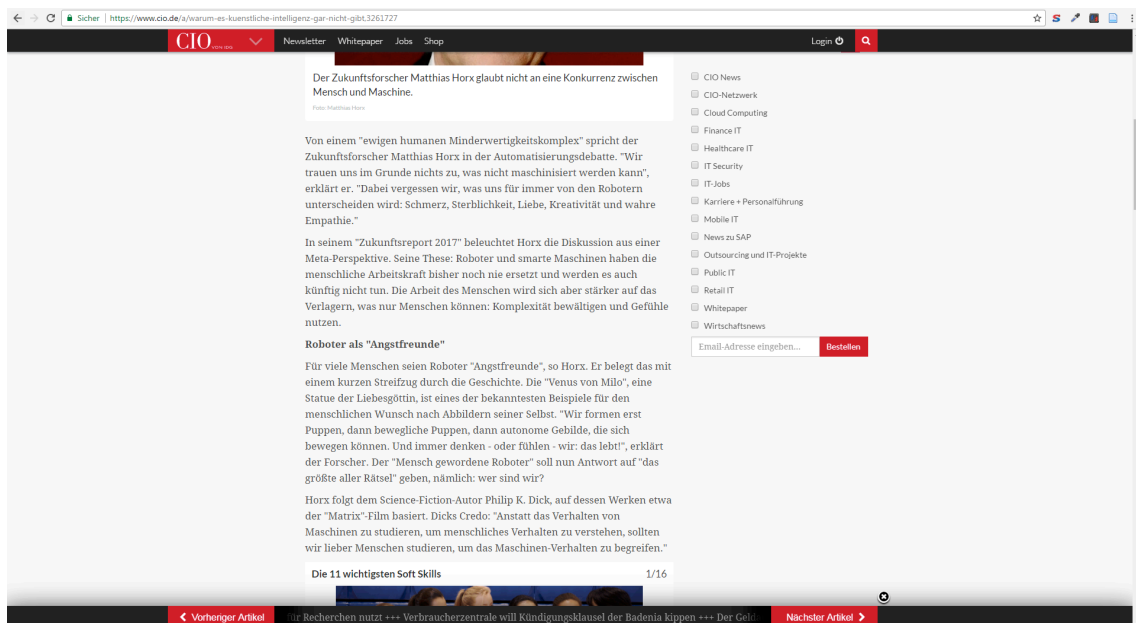 Sicher | https://www.cio.de/a/warum-es-kuenstliche-intelligenz-gar-nicht-gibt,3261727
CIO VON IDG
Newsletter Whitepaper Jobs Shop
Login
Der Zukunftsforscher Matthias Horx glaubt nicht an eine Konkurrenz zwischen
Mensch und Maschine.
Foto: Matthias Horx
Von einem "ewigen humanen Minderwertigkeitskomplex" spricht der
Zukunftsforscher Matthias Horx in der Automatisierungsdebatte. "Wir
trauen uns im Grunde nichts zu, was nicht maschinisiert werden kann",
erklärt er. "Dabei vergessen wir, was uns für immer von den Robotern
unterscheiden wird: Schmerz, Sterblichkeit, Liebe, Kreativität und wahre
Empathie."
In seinem "Zukunftsreport 2017" beleuchtet Horx die Diskussion aus einer
Meta-Perspektive. Seine These: Roboter und smarte Maschinen haben die
menschliche Arbeitskraft bisher noch nie ersetzt und werden es auch
künftig nicht tun. Die Arbeit des Menschen wird sich aber stärker auf das
Verlagern, was nur Menschen können: Komplexität bewältigen und Gefühle
nutzen.
Roboter als "Angstfreunde"
Für viele Menschen seien Roboter "Angstfreunde", so Horx. Er belegt das mit
einem kurzen Streifzug durch die Geschichte. Die "Venus von Milo", eine
Statue der Liebesgöttin, ist eines der bekanntesten Beispiele für den
menschlichen Wunsch nach Abbildern seiner Selbst. "Wir formen erst
Puppen, dann bewegliche Puppen, dann autonome Gebilde, die sich
bewegen können. Und immer denken - oder fühlen - wir: das lebt!", erklärt
der Forscher. Der "Mensch gewordene Roboter" soll nun Antwort auf "das
größte aller Rätsel" geben, nämlich: wer sind wir?
Horx folgt dem Science-Fiction-Autor Philip K. Dick, auf dessen Werken etwa
der "Matrix"-Film basiert. Dicks Credo: "Anstatt das Verhalten von
Maschinen zu studieren, um menschliches Verhalten zu verstehen, sollten
wir lieber Menschen studieren, um das Maschinen-Verhalten zu begreifen."
Die 11 wichtigsten Soft Skills 1/16
CIO News
CIO-Netzwerk
Cloud Computing
Finance IT
Healthcare IT
IT Security
IT-Jobs
Karriere + Personalführung
Mobile IT
News zu SAP
Outsourcing und IT-Projekte
Public IT
Retail IT
Whitepaper
Wirtschaftsnews
Email-Adresse eingeben... Bestellen
Vorheriger Artikel
für Recherchen nutzt +++ Verbraucherzentrale will Kündigungsklausel der Badenia kippen +++ Der Geld
Nächster Artikel